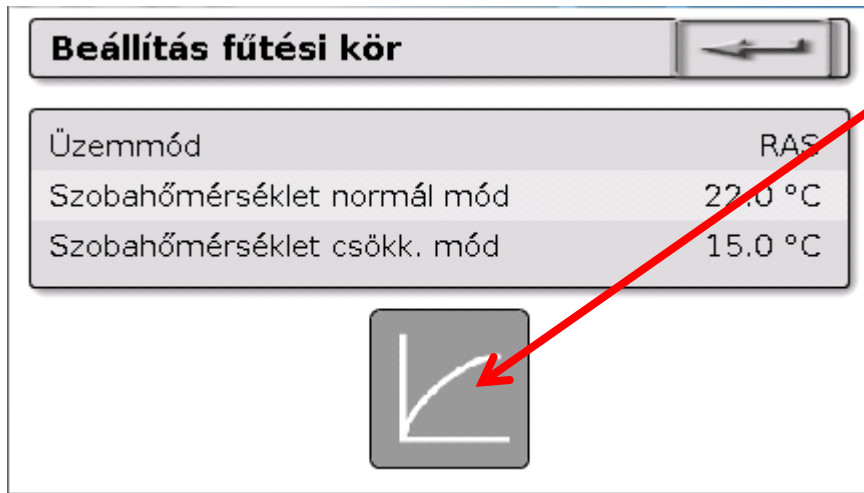 Beállítás fűtési kör
Üzemmód RAS
Szobahőmérséklet normál mód 22.0 °C
Szobahőmérséklet csökk. mód 15.0 °C